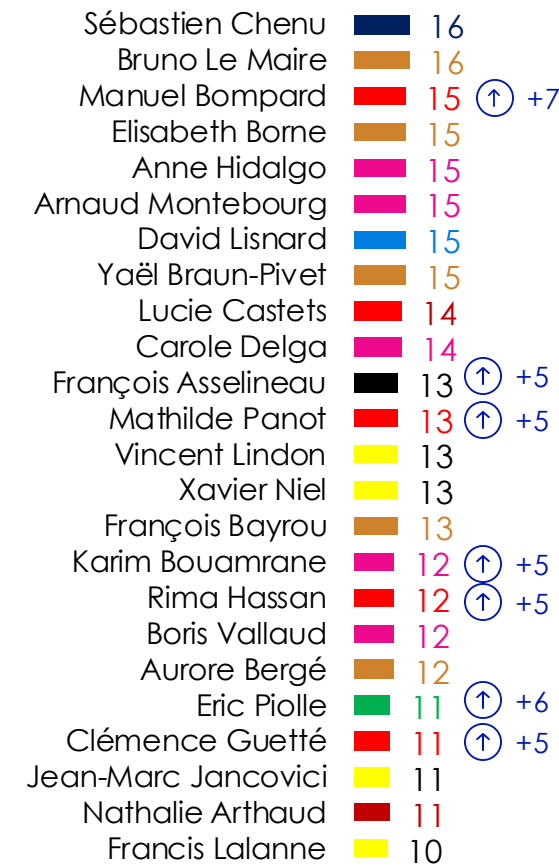 Sébastien Chenu 16
Bruno Le Maire 16
Manuel Bompard 15 ↑ +7
Elisabeth Borne 15
Anne Hidalgo 15
Arnaud Montebourg 15
David Lisnard 15
Yaël Braun-Pivet 15
Lucie Castets 14
Carole Delga 14
François Asselineau 13 ↑ +5
Mathilde Panot 13 ↑ +5
Vincent Lindon 13
Xavier Niel 13
François Bayrou 13
Karim Bouamrane 12 ↑ +5
Rima Hassan 12 ↑ +5
Boris Vallaud 12
Aurore Bergé 12
Eric Piolle 11 ↑ +6
Clémence Guetté 11 ↑ +5
Jean-Marc Jancovici 11
Nathalie Arthaud 11
Francis Lalanne 10